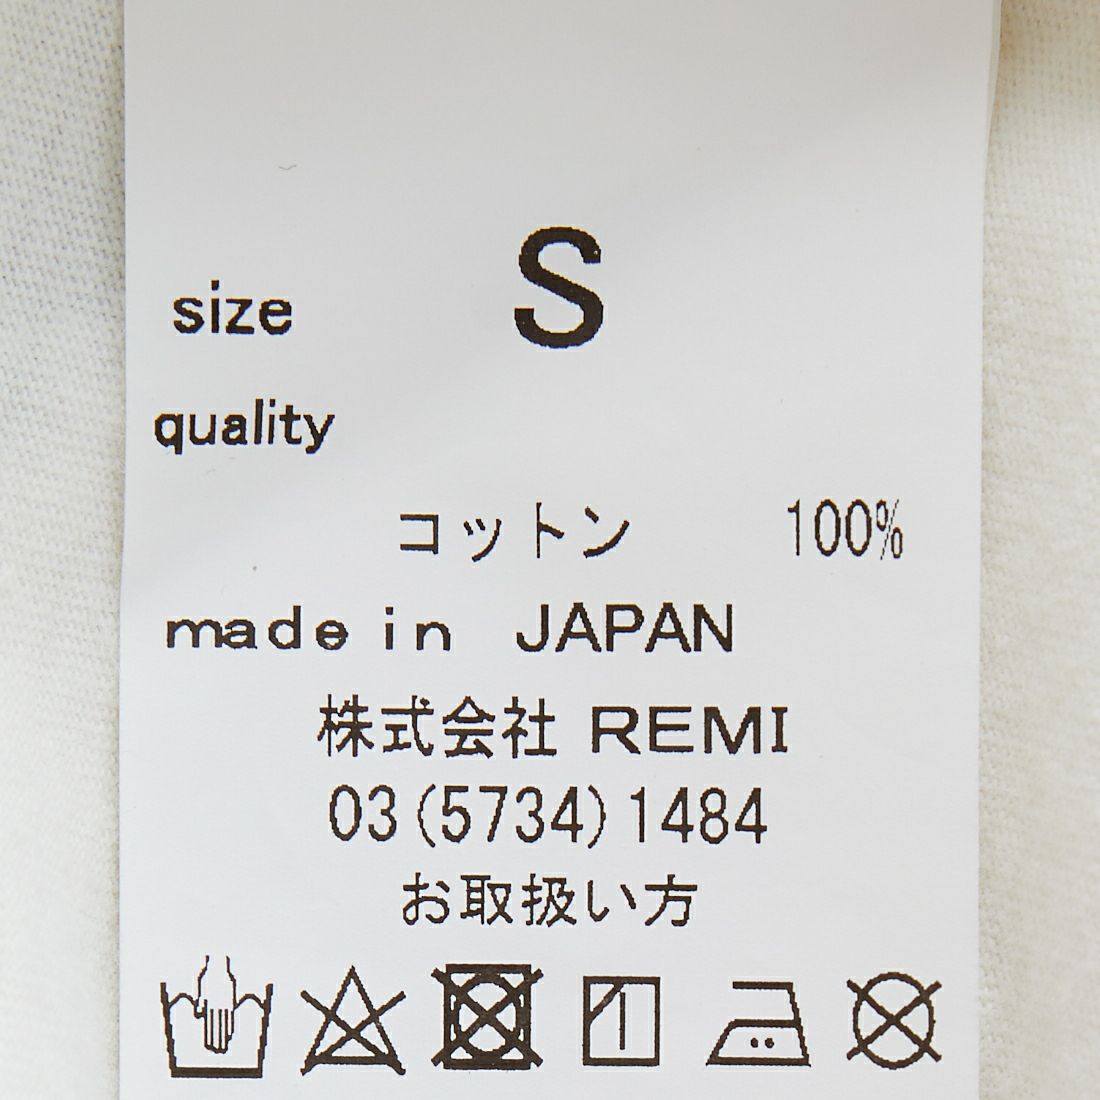 size S
quality
コットン 100%
made in JAPAN
株式会社 REMI
03(5734)1484
お取扱い方